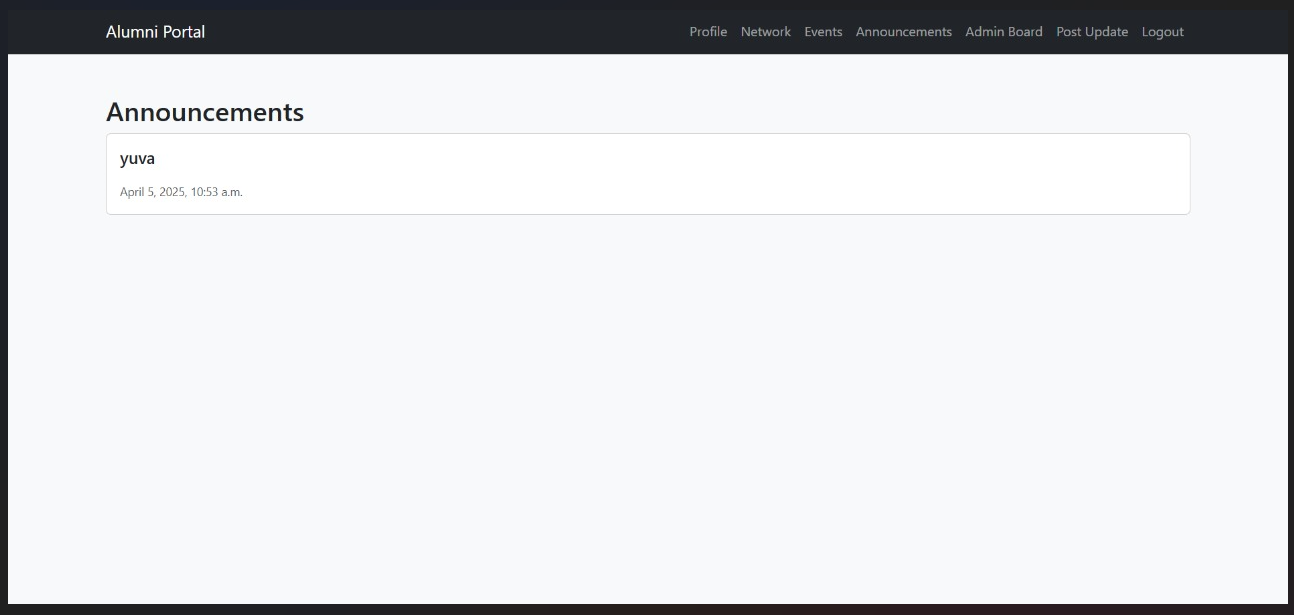 Alumni Portal Profile Network Events Announcements Admin Board Post Update Logout
Announcements
yuva
April 5, 2025, 10:53 a.m.